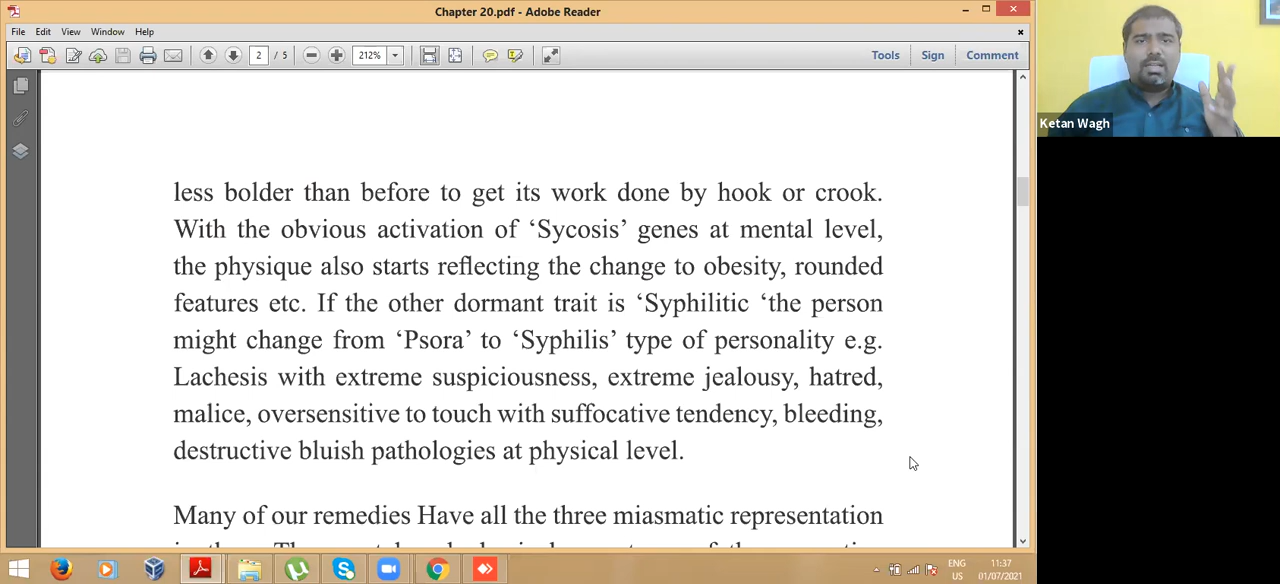 Chapter 20.pdf - Adobe Reader
File Edit View Window Help
2 / 5 212% Tools Sign Comment
Ketan Wagh
less bolder than before to get its work done by hook or crook.
With the obvious activation of ‘Sycosis’ genes at mental level,
the physique also starts reflecting the change to obesity, rounded
features etc. If the other dormant trait is ‘Syphilitic ‘the person
might change from ‘Psora’ to ‘Syphilis’ type of personality e.g.
Lachesis with extreme suspiciousness, extreme jealousy, hatred,
malice, oversensitive to touch with suffocative tendency, bleeding,
destructive bluish pathologies at physical level.
Many of our remedies Have all the three miasmatic representation
ENG 11:37
US 01/07/2021